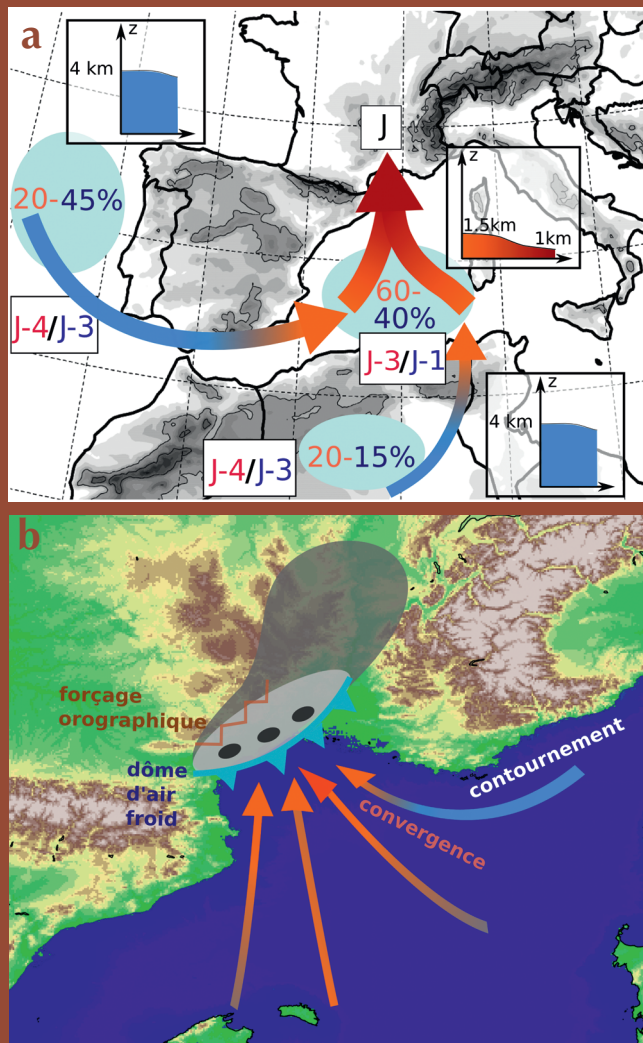 a
z
4 km
J
20-45%
z
1,5km
1km
60-
40%
J-4/J-3
J-3/J-1
z
4 km
J-4/J-3
20-15%
b
forçage
orographique
dôme
d'air
froid
contournement
convergence